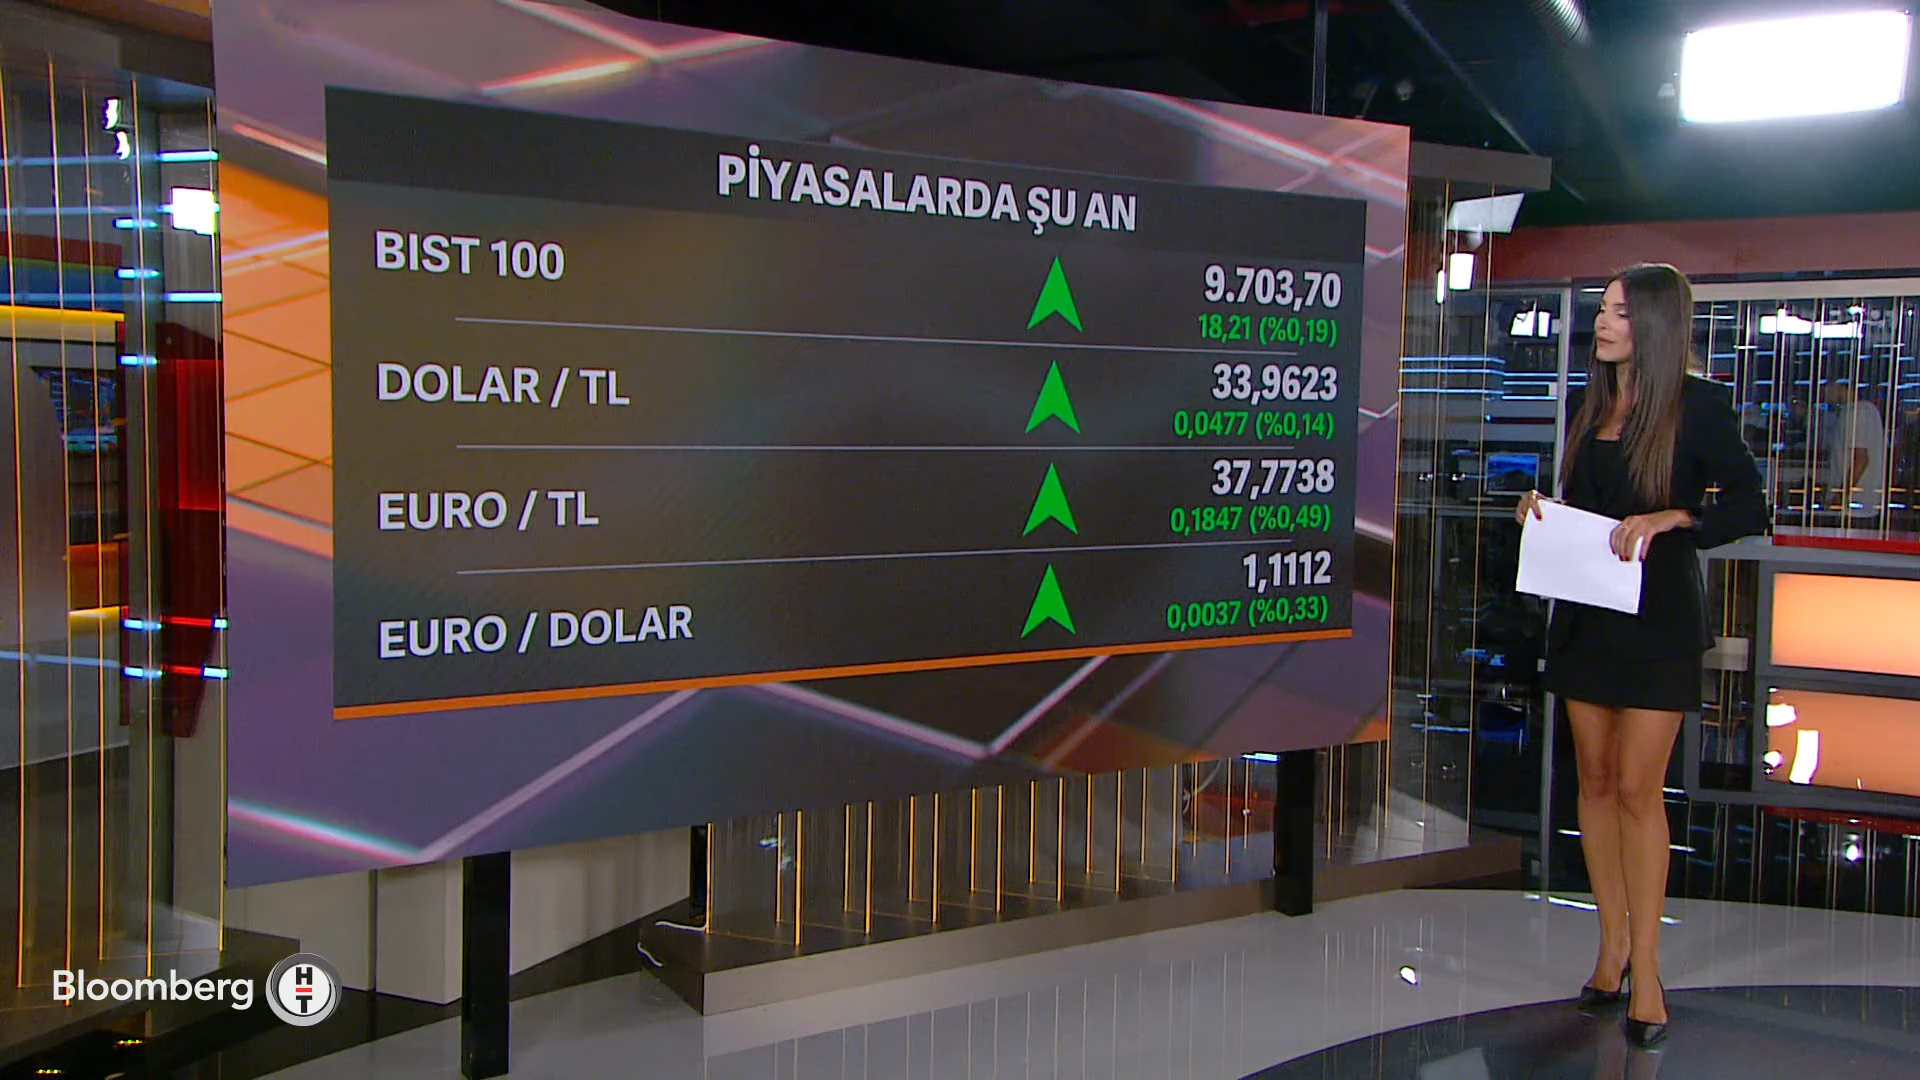 PİYASALARDA ŞU AN
BIST 100
9.703,70
18,21 (%0,19)
DOLAR / TL
33,9623
0,0477 (%0,14)
EURO / TL
37,7738
0,1847 (%0,49)
EURO / DOLAR
1,1112
0,0037 (%0,33)
Bloomberg HT